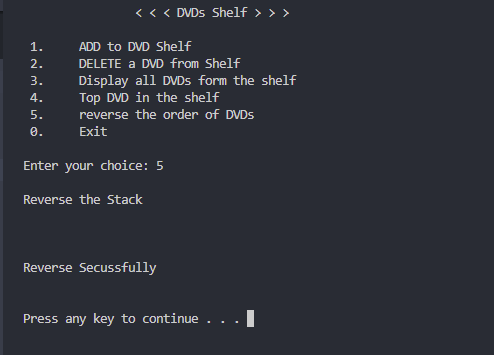 < < < DVDs Shelf > > >
1. ADD to DVD Shelf
2. DELETE a DVD from Shelf
3. Display all DVDs form the shelf
4. Top DVD in the shelf
5. reverse the order of DVDs
0. Exit
Enter your choice: 5
Reverse the Stack
Reverse Secussfully
Press any key to continue . . .